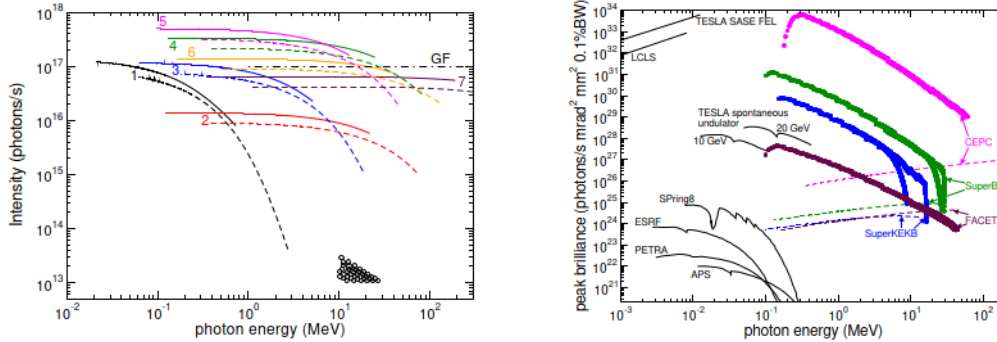 10^18
10^17
10^16
10^15
10^14
10^13
Intensity (photons/s)
5
4
6
GF
3
1
7
2
10^-2
10^-1
10^0
10^1
10^2
photon energy (MeV)
10^34
10^33
10^32
10^31
10^30
10^29
10^28
10^27
10^26
10^25
10^24
10^23
10^22
10^21
peak brilliance (photons/s mrad² mm² 0.1%BW)
TESLA SASE FEL
LCLS
TESLA spontaneous
undulator
20 GeV
10 GeV
CEPC
SuperB
SPring8
FACET
ESRF
SuperKEKB
PETRA
APS
10^-3
10^-2
10^-1
10^0
10^1
10^2
photon energy (MeV)